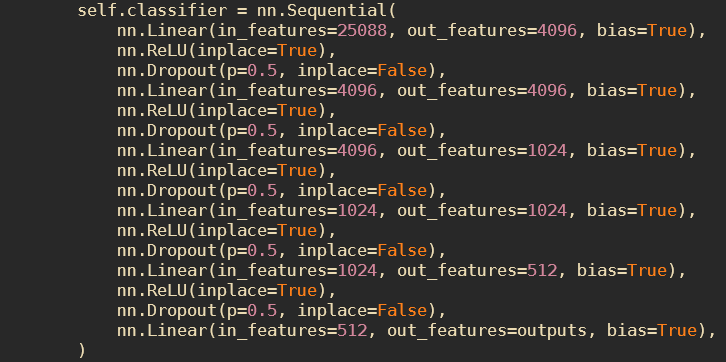 self.classifier = nn.Sequential(
nn.Linear(in_features=25088, out_features=4096, bias=True),
nn.ReLU(inplace=True),
nn.Dropout(p=0.5, inplace=False),
nn.Linear(in_features=4096, out_features=4096, bias=True),
nn.ReLU(inplace=True),
nn.Dropout(p=0.5, inplace=False),
nn.Linear(in_features=4096, out_features=1024, bias=True),
nn.ReLU(inplace=True),
nn.Dropout(p=0.5, inplace=False),
nn.Linear(in_features=1024, out_features=1024, bias=True),
nn.ReLU(inplace=True),
nn.Dropout(p=0.5, inplace=False),
nn.Linear(in_features=1024, out_features=512, bias=True),
nn.ReLU(inplace=True),
nn.Dropout(p=0.5, inplace=False),
nn.Linear(in_features=512, out_features=outputs, bias=True),
)